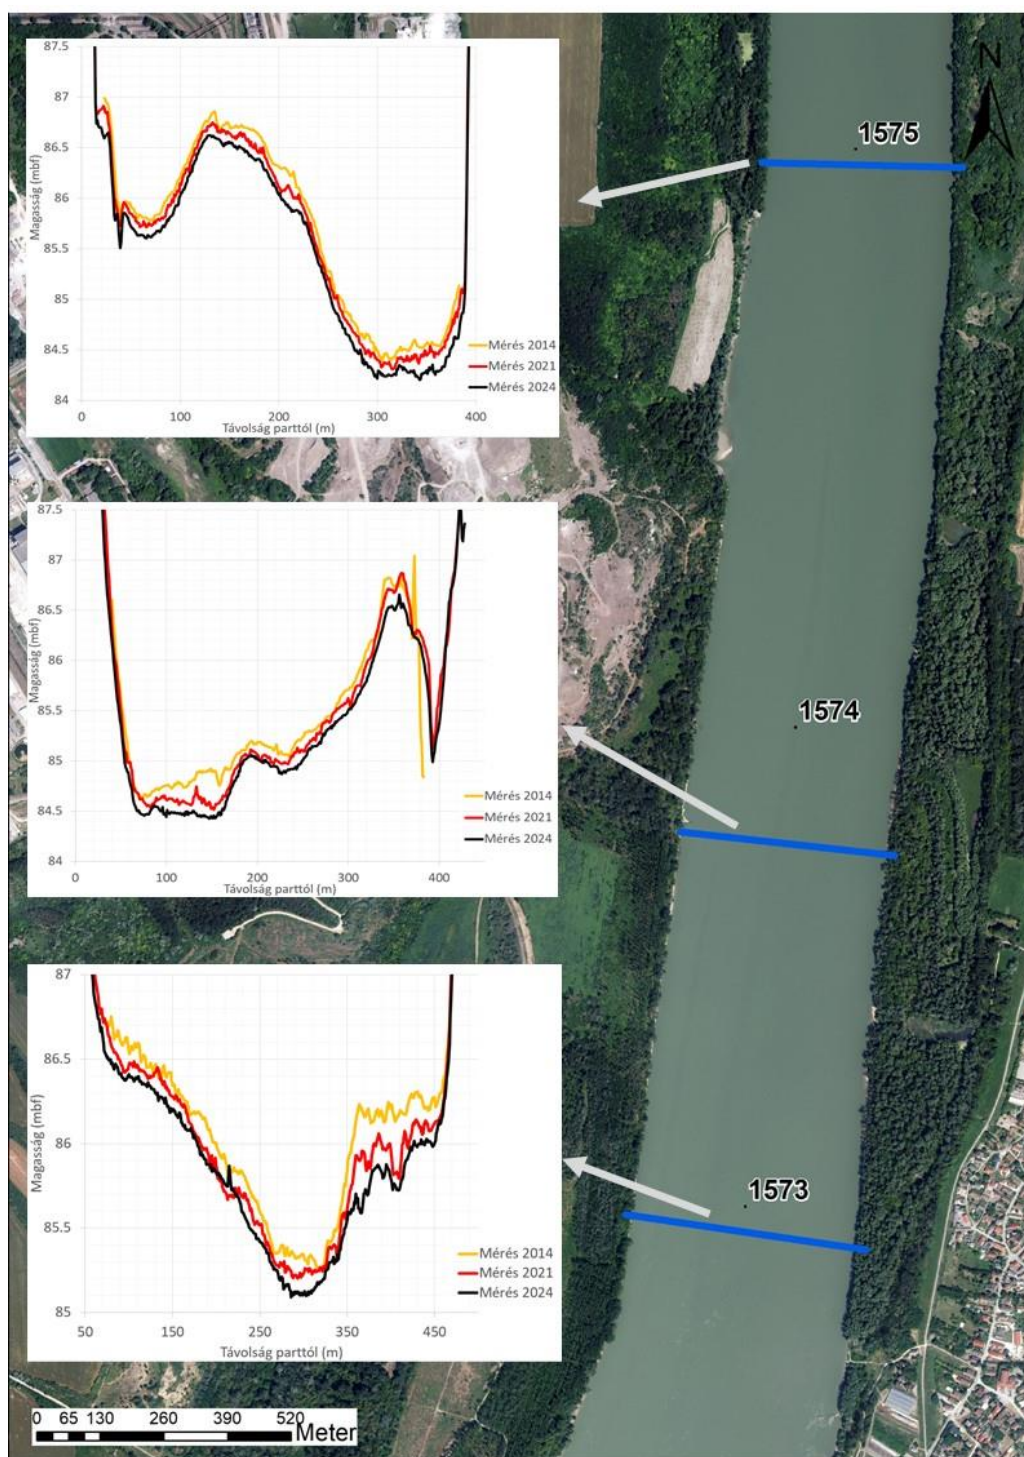 N
1575
1574
1573
87.5
87
86.5
86
85.5
85
84.5
84
Magasság (mbf)
Mérés 2014
Mérés 2021
Mérés 2024
0 100 200 300 400
Távolság parttól (m)
87.5
87
86.5
86
85.5
85
84.5
84
Magasság (mbf)
Mérés 2014
Mérés 2021
Mérés 2024
0 100 200 300 400
Távolság parttól (m)
87
86.5
86
85.5
85
Magasság (mbf)
Mérés 2014
Mérés 2021
Mérés 2024
50 150 250 350 450
Távolság parttól (m)
0 65 130 260 390 520
Meter